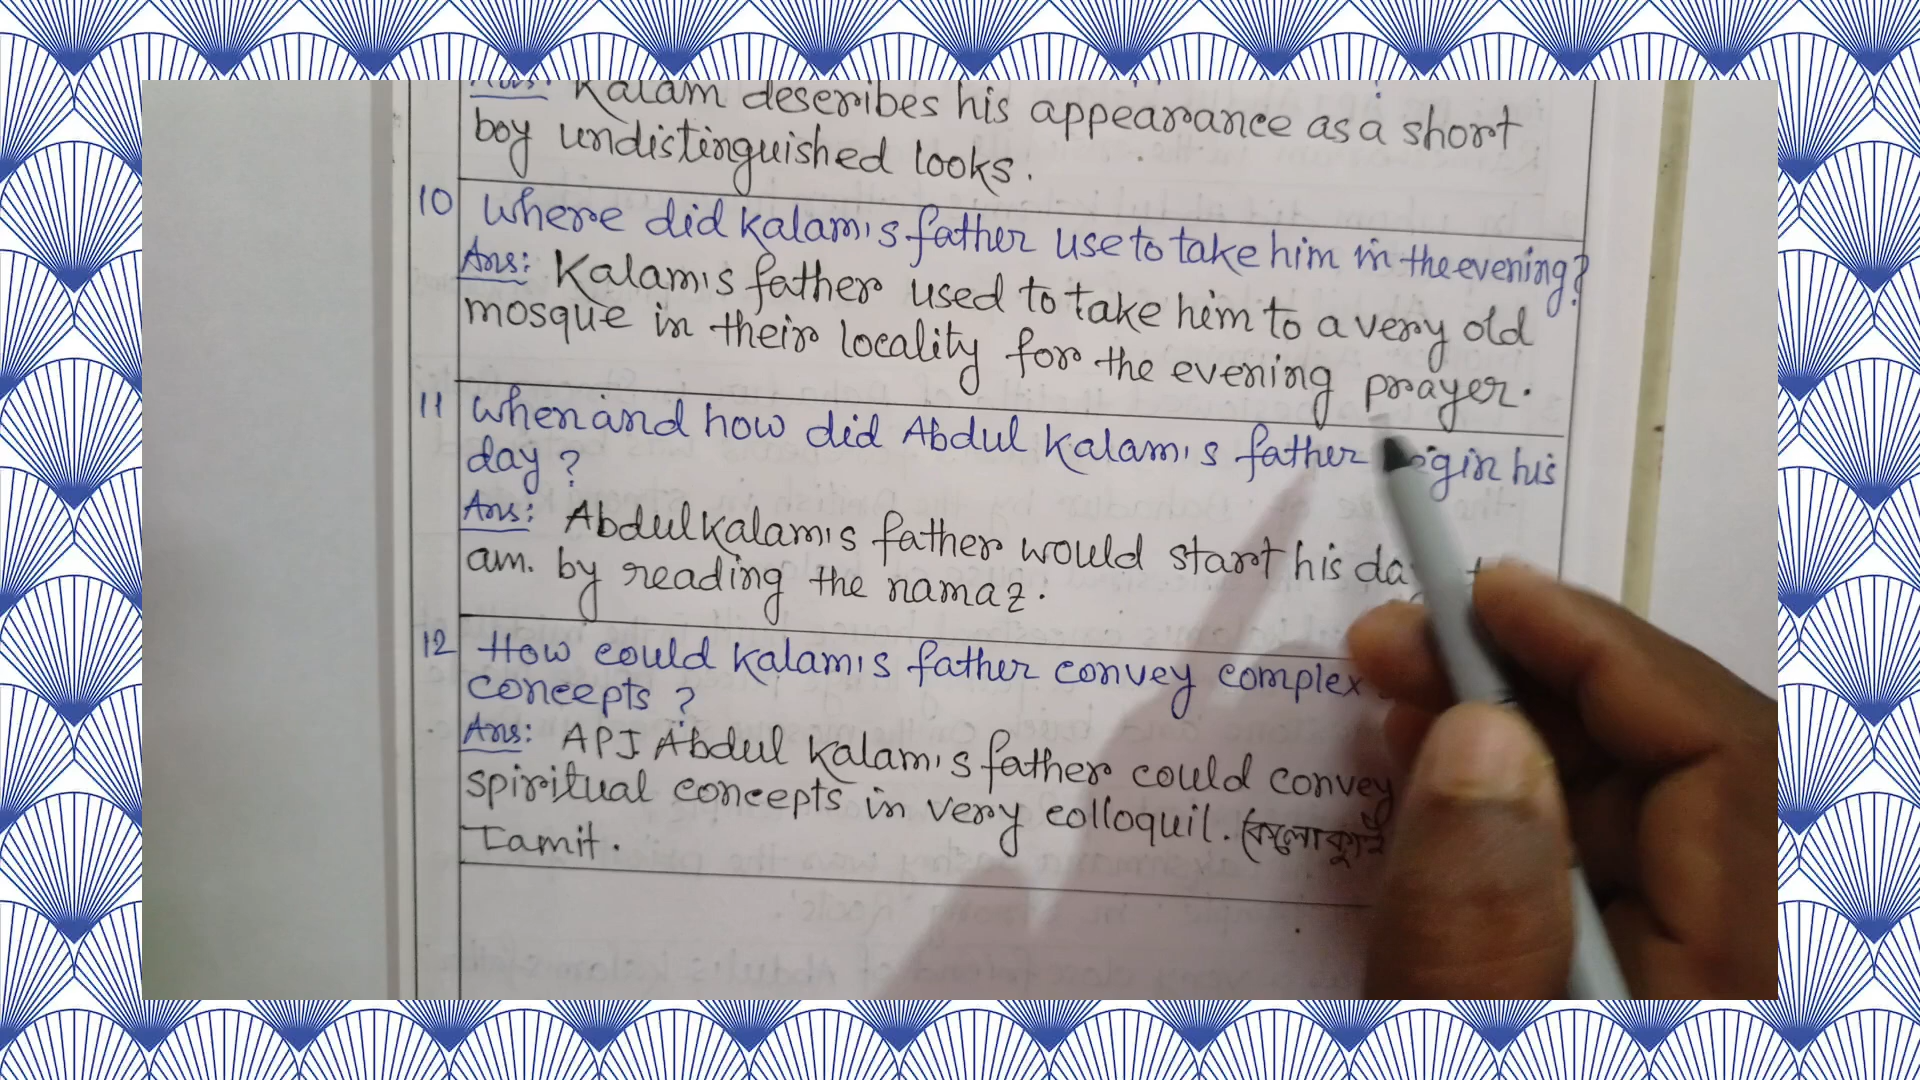 Ans: Kalam describes his appearance as a short
boy undistinguished looks.
10 Where did Kalam's father use to take him in the evening?
Ans: Kalam's father used to take him to a very old
mosque in their locality for the evening prayer.
11 When and how did Abdul Kalam's father begin his
day?
Ans: Abdul Kalam's father would start his
am. by reading the namaz.
12 How could Kalam's father convey complex
concepts?
Ans: APJ Abdul Kalam's father could convey
spiritual concepts in very colloquil.
Tamit.